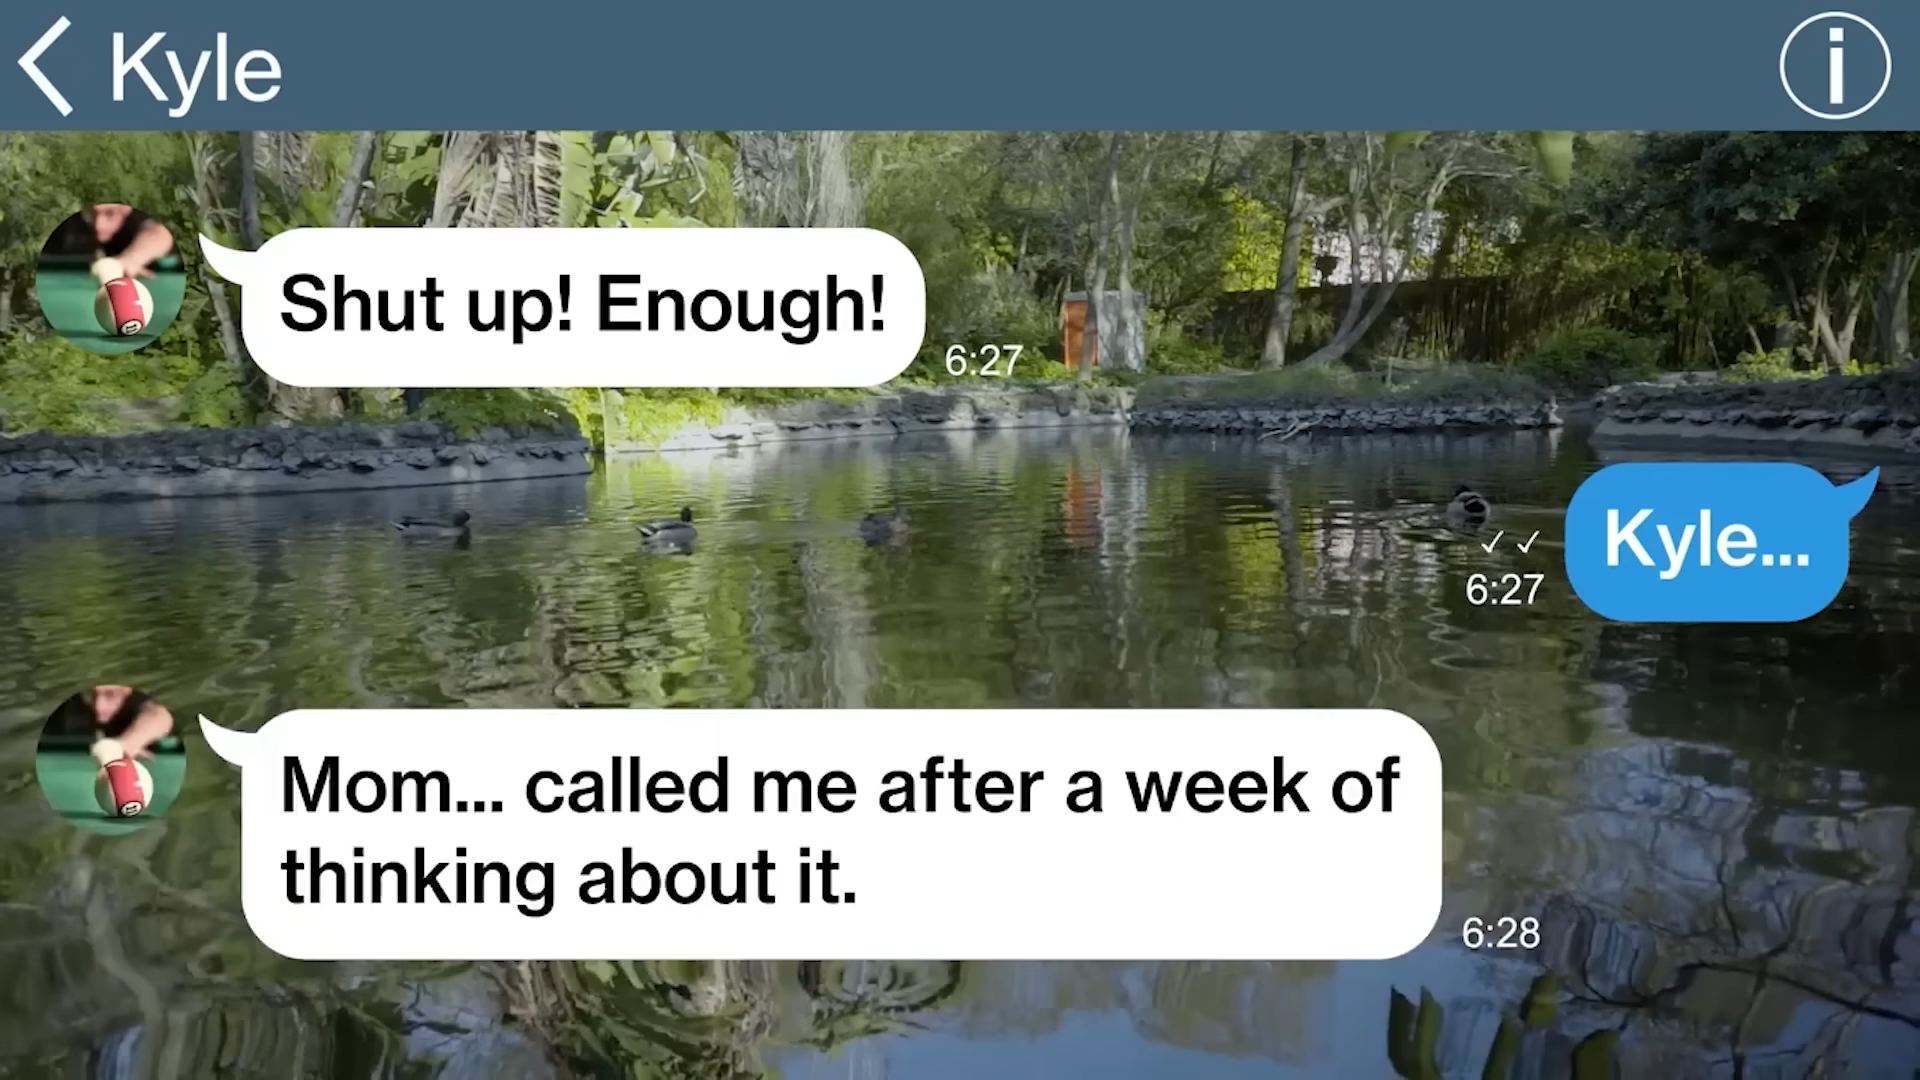 Kyle
Shut up! Enough!
6:27
Kyle...
✓ ✓
6:27
Mom... called me after a week of
thinking about it.
6:28